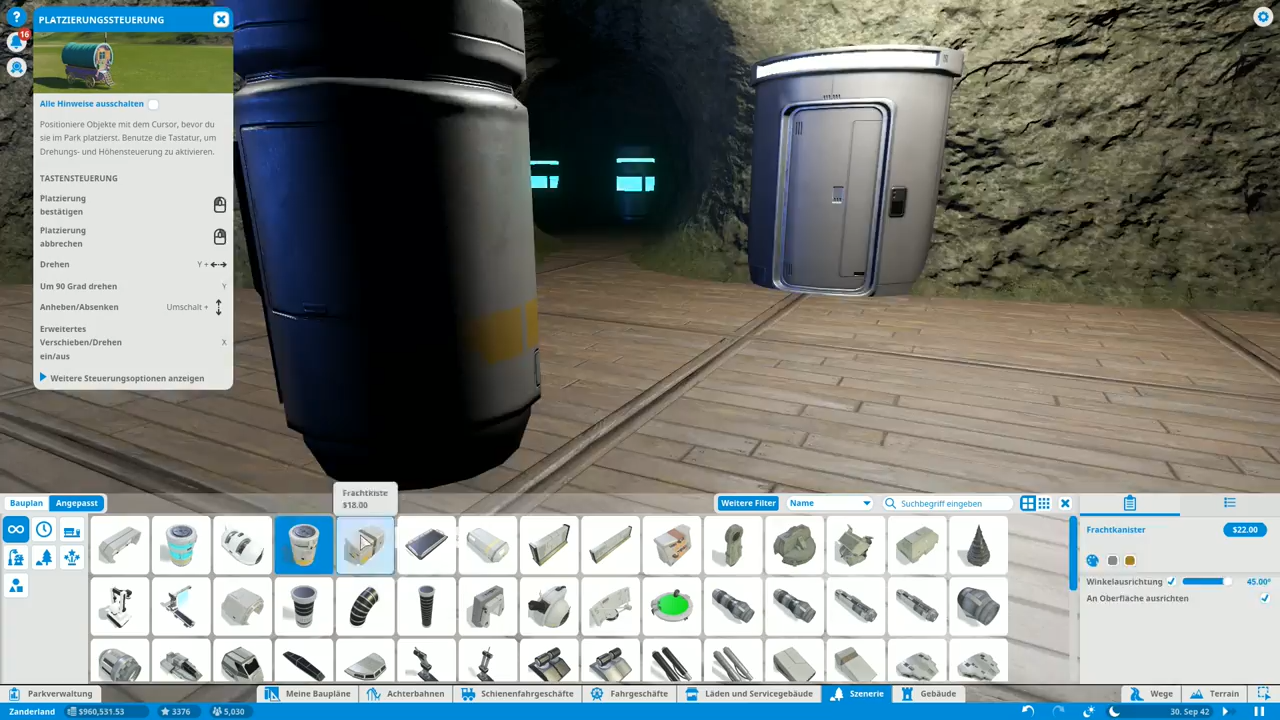 ?
16
PLATZIERUNGSSTEUERUNG
Alle Hinweise ausschalten
Positioniere Objekte mit dem Cursor, bevor du
sie im Park platzierst. Benutze die Tastatur, um
Drehungs- und Höhensteuerung zu aktivieren.
TASTENSTEUERUNG
Platzierung
bestätigen
Platzierung
abbrechen
Drehen Y +
Um 90 Grad drehen Y
Anheben/Absenken Umschalt +
Erweitertes
Verschieben/Drehen X
ein/aus
Weitere Steuerungsoptionen anzeigen
Frachtkiste
$18.00
Bauplan Angepasst
Weitere Filter Name Suchbegriff eingeben
Frachtkanister $22.00
Winkelausrichtung 45.00°
An Oberfläche ausrichten
Parkverwaltung Meine Baupläne Achterbahnen Schienenfahrgeschäfte Fahrgeschäfte Läden und Servicegebäude Szenerie Gebäude Wege Terrain
Zanderland $960,531.53 3376 5,030 30. Sep 42